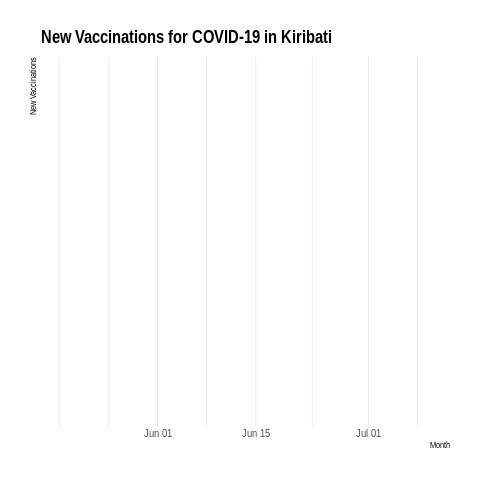 New Vaccinations for COVID-19 in Kiribati
New Vaccinations
Jun 01
Jun 15
Jul 01
Month